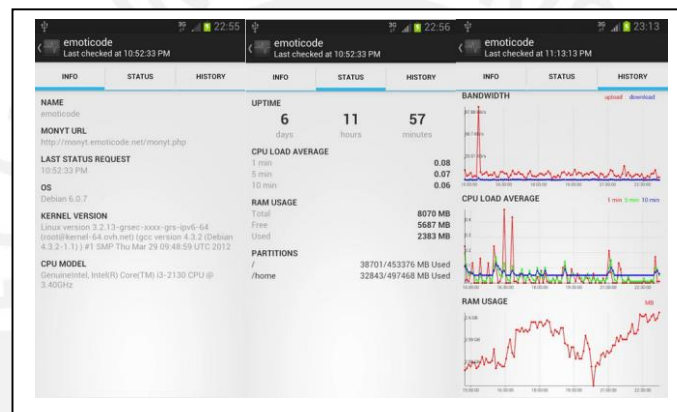 3G 22:55
emoticode
Last checked at 10:52:33 PM
INFO STATUS HISTORY
NAME
emoticode
MONYT URL
http://monyt.emoticode.net/monyt.php
LAST STATUS REQUEST
10:52:33 PM
OS
Debian 6.0.7
KERNEL VERSION
Linux version 3.2.13-grsec-xxxx-grs-ipv6-64
(root@kernel-64.ovh.net) (gcc version 4.3.2 (Debian
4.3.2-1.1) ) #1 SMP Thu Mar 29 09:48:59 UTC 2012
CPU MODEL
GenuineIntel, Intel(R) Core(TM) i3-2130 CPU @
3.40GHz
3G 22:56
emoticode
Last checked at 10:52:33 PM
INFO STATUS HISTORY
UPTIME
6 11 57
days hours minutes
CPU LOAD AVERAGE
1 min 0.08
5 min 0.07
10 min 0.06
RAM USAGE
Total 8070 MB
Free 5687 MB
Used 2383 MB
PARTITIONS
/ 38701/453376 MB Used
/home 32843/497468 MB Used
3G 23:13
emoticode
Last checked at 11:13:13 PM
INFO STATUS HISTORY
BANDWIDTH upload download
CPU LOAD AVERAGE 1 min 5 min 10 min
RAM USAGE MB